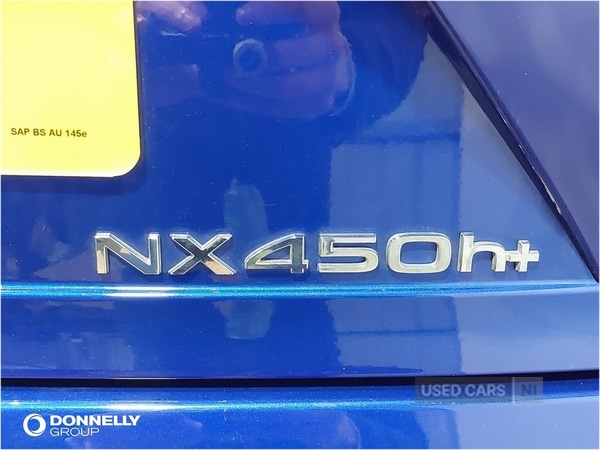 SAP BS AU 145e
NX450h+
USED CARS NI
DONNELLY
GROUP